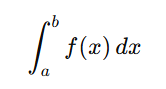 ∫_a^b f(x) dx